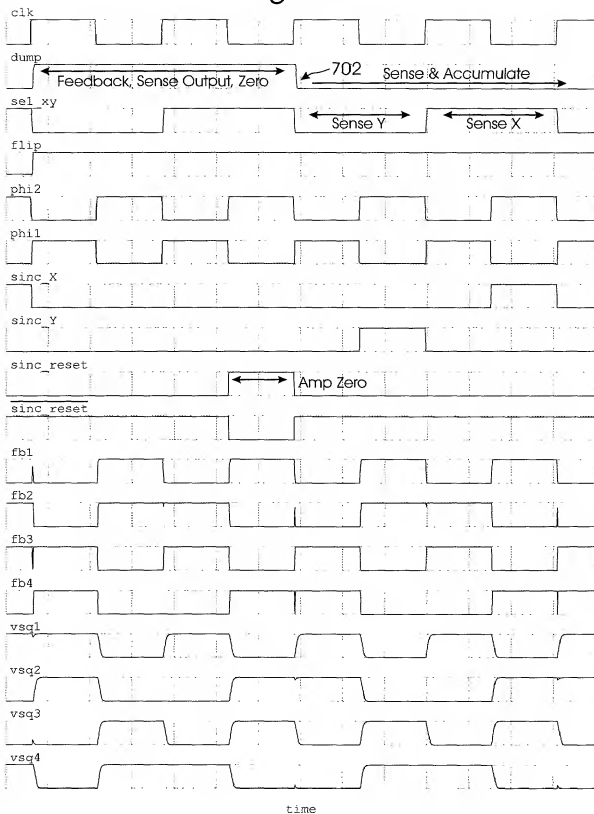 clk
dump
Feedback, Sense Output, Zero
702
Sense & Accumulate
sel_xy
Sense Y
Sense X
flip
phi2
phi1
sinc_X
sinc_Y
sinc_reset
Amp Zero
sinc_reset
fb1
fb2
fb3
fb4
vsq1
vsq2
vsq3
vsq4
time